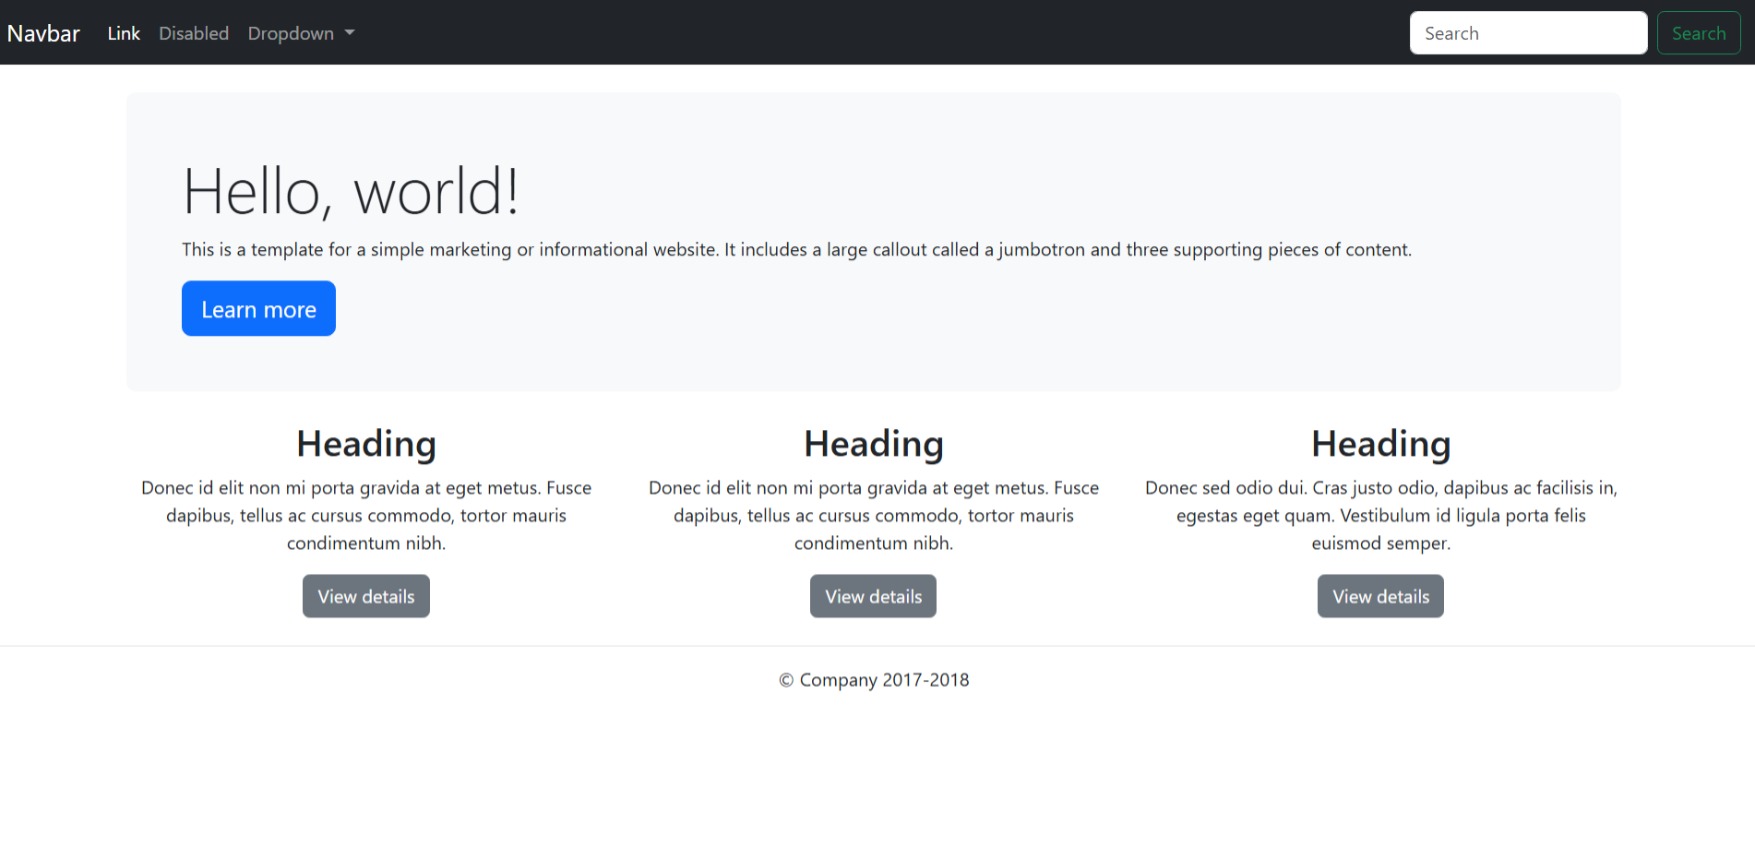 Navbar Link Disabled Dropdown Search Search
Hello, world!
This is a template for a simple marketing or informational website. It includes a large callout called a jumbotron and three supporting pieces of content.
Learn more
Heading
Donec id elit non mi porta gravida at eget metus. Fusce
dapibus, tellus ac cursus commodo, tortor mauris
condimentum nibh.
View details
Heading
Donec id elit non mi porta gravida at eget metus. Fusce
dapibus, tellus ac cursus commodo, tortor mauris
condimentum nibh.
View details
Heading
Donec sed odio dui. Cras justo odio, dapibus ac facilisis in,
egestas eget quam. Vestibulum id ligula porta felis
euismod semper.
View details
© Company 2017-2018